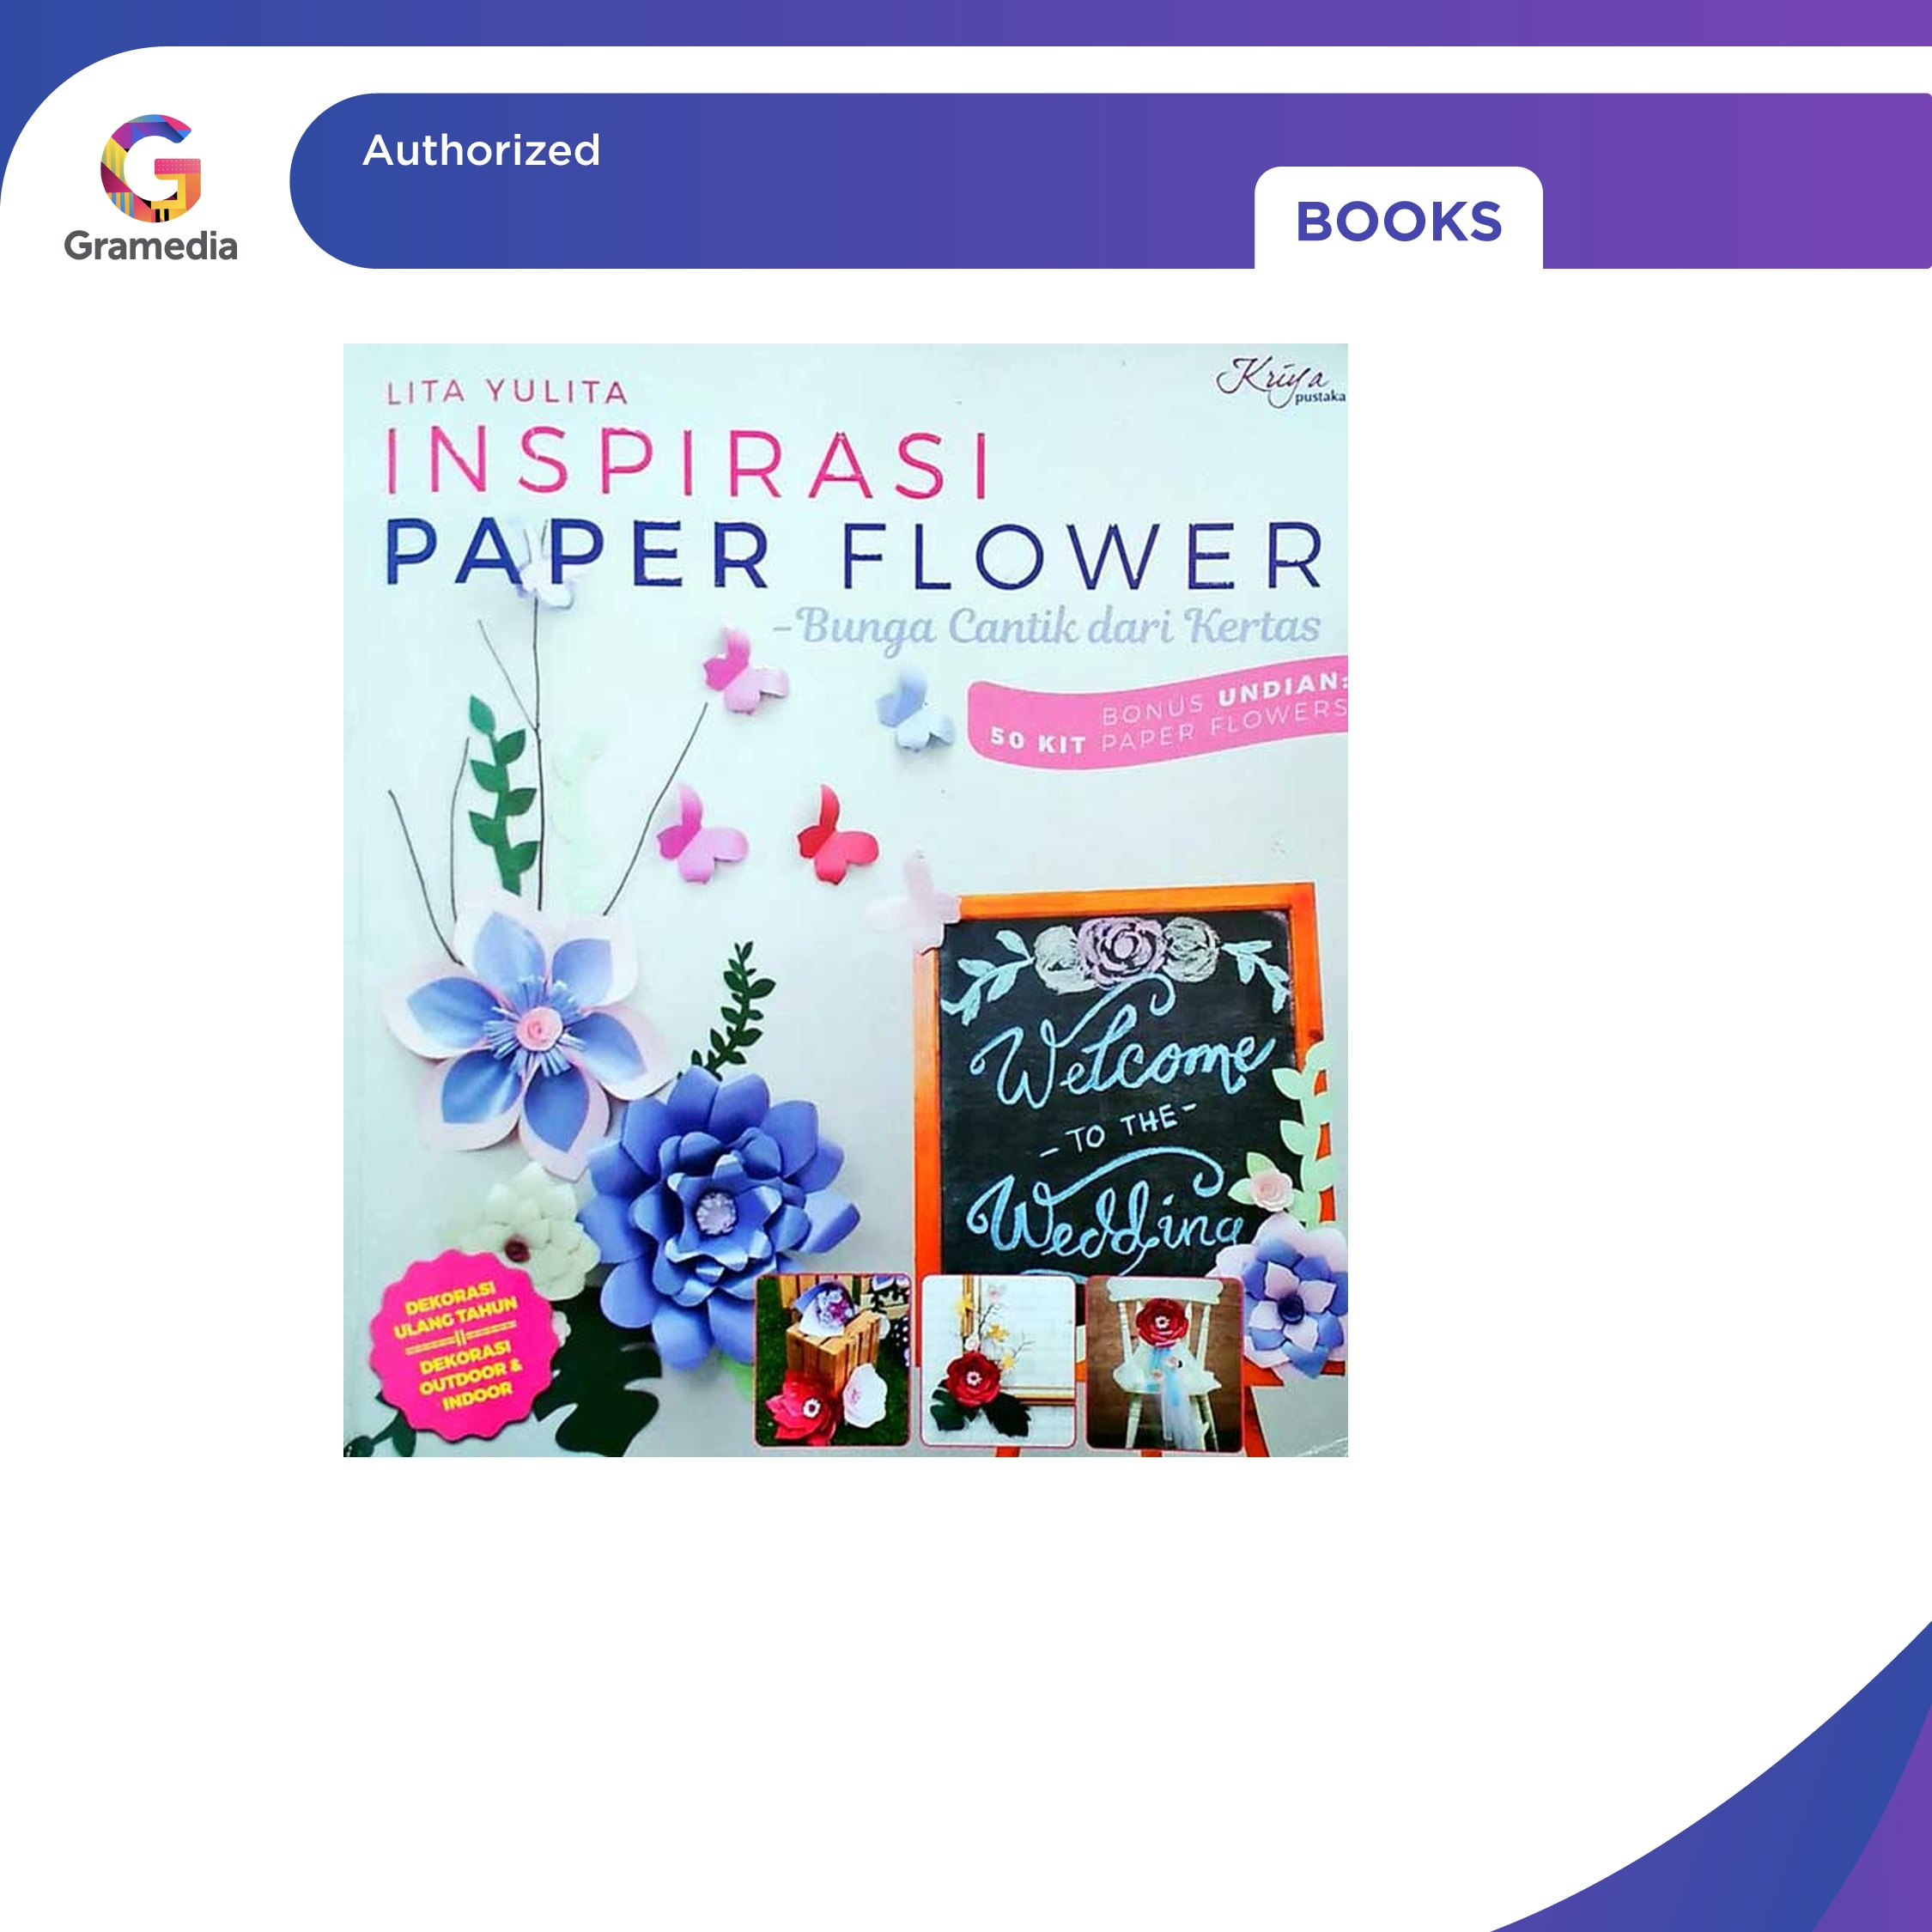 Authorized
BOOKS
Gramedia
LITA YULITA
Kriya
pustaka
INSPIRASI
PAPER FLOWER
-Bunga Cantik dari Kertas
BONUS UNDIAN:
50 KIT PAPER FLOWERS
Welcome
- TO THE -
Wedding
DEKORASI
ULANG TAHUN
DEKORASI
OUTDOOR &
INDOOR